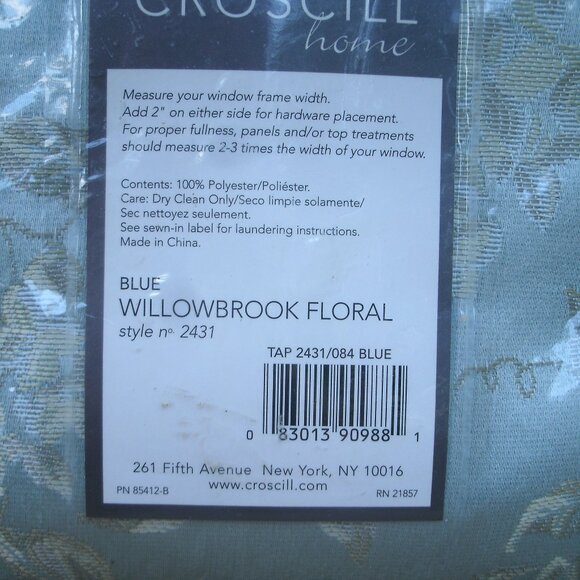 CROSCILL
home
Measure your window frame width.
Add 2" on either side for hardware placement.
For proper fullness, panels and/or top treatments
should measure 2-3 times the width of your window.
Contents: 100% Polyester/Poliéster.
Care: Dry Clean Only/Seco limpie solamente/
Sec nettoyez seulement.
See sewn-in label for laundering instructions.
Made in China.
BLUE
WILLOWBROOK FLORAL
style nº 2431
TAP 2431/084 BLUE
0 83013 90988 1
261 Fifth Avenue New York, NY 10016
www.croscill.com
PN 85412-B RN 21857